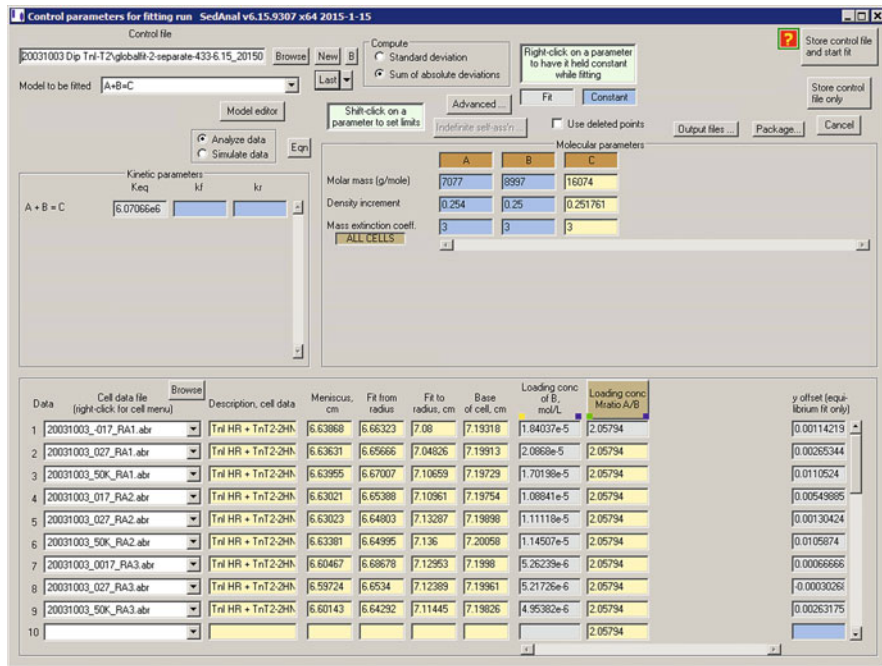 Control parameters for fitting run SedAnal v6.15.9307 x64 2015-1-15
Control file
20031003 Dip TnI-T2\globalfit-2-separate-433-6.15_20150 Browse New B
Model to be fitted A+B=C Last
Compute
Standard deviation
Sum of absolute deviations
Right-click on a parameter
to have it held constant
while fitting
? Store control file
and start fit
Store control
file only
Model editor
Shift-click on a
parameter to set limits
Advanced ... Fit Constant
Analyze data
Simulate data
Eqn
Indefinite self-ass'n ... Use deleted points Output files ... Package... Cancel
Kinetic parameters
Keq kf kr
A + B = C 6.07066e6
Molecular parameters
A B C
Molar mass (g/mole) 7077 8997 16074
Density increment 0.254 0.25 0.251761
Mass extinction coeff. 3 3 3
ALL CELLS
Data Cell data file
(right-click for cell menu) Browse Description, cell data Meniscus,
cm Fit from
radius Fit to
radius, cm Base
of cell, cm Loading conc
of B,
mol/L Loading conc
Mratio A/B y offset (equi-
librium fit only)
1 20031003_-017_RA1.abr TnI HR + TnT2-2HN 6.63868 6.66323 7.08 7.19318 1.84037e-5 2.05794 0.00114219
2 20031003_027_RA1.abr TnI HR + TnT2-2HN 6.63631 6.65666 7.04826 7.19913 2.0868e-5 2.05794 0.00265344
3 20031003_50K_RA1.abr TnI HR + TnT2-2HN 6.63955 6.67007 7.10659 7.19729 1.70198e-5 2.05794 0.0110524
4 20031003_017_RA2.abr TnI HR + TnT2-2HN 6.63021 6.65388 7.10961 7.19754 1.08841e-5 2.05794 0.00549885
5 20031003_027_RA2.abr TnI HR + TnT2-2HN 6.63023 6.64803 7.13287 7.19898 1.11118e-5 2.05794 0.00130424
6 20031003_50K_RA2.abr TnI HR + TnT2-2HN 6.63381 6.64995 7.136 7.20058 1.14507e-5 2.05794 0.0105874
7 20031003_0017_RA3.abr TnI HR + TnT2-2HN 6.60467 6.68678 7.12953 7.1998 5.26239e-6 2.05794 0.00066666
8 20031003_027_RA3.abr TnI HR + TnT2-2HN 6.59724 6.6534 7.12389 7.19961 5.21726e-6 2.05794 -0.00030268
9 20031003_50K_RA3.abr TnI HR + TnT2-2HN 6.60143 6.64292 7.11445 7.19826 4.95382e-6 2.05794 0.00263175
10 2.05794